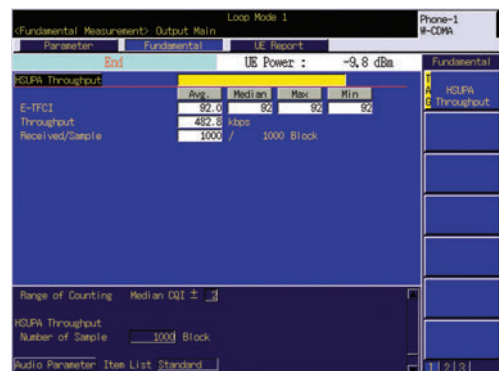 Loop Mode 1
Phone-1
<Fundamental Measurement> Output Main
W-CDMA
Parameter Fundamental UE Report
Fundamental
End UE Power : -9.8 dBm
HSUPA Throughput
TAG HSUPA Throughput
Avg. Median Max Min
E-TFCI 92.0 92 92 92
Throughput 482.8 kbps
Received/Sample 1000 / 1000 Block
Range of Counting Median CQI ± 2
HSUPA Throughput
Number of Sample 1000 Block
Audio Parameter Item List Standard
1 2 3